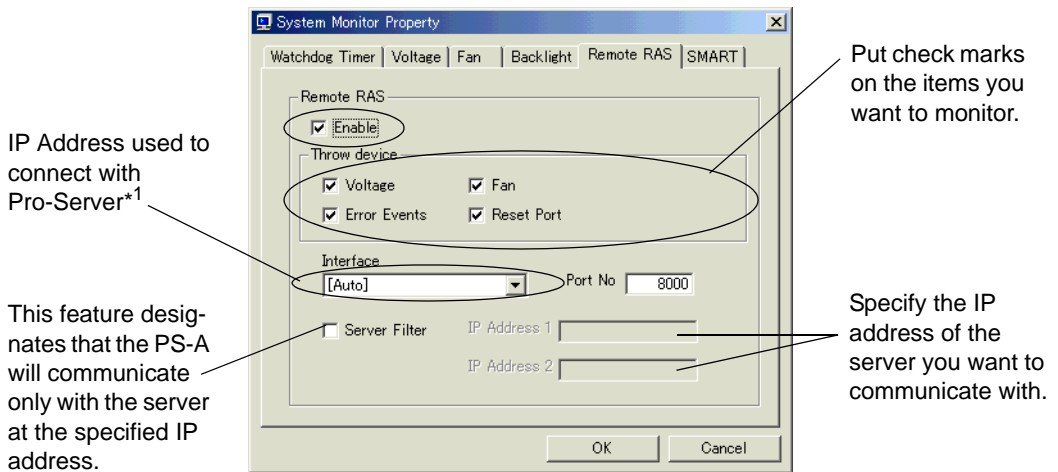 System Monitor Property
Watchdog Timer Voltage Fan Backlight Remote RAS SMART
Remote RAS
Enable
Throw device
Voltage Fan
Error Events Reset Port
Interface
[Auto] Port No 8000
Server Filter IP Address 1
IP Address 2
OK Cancel
IP Address used to
connect with
Pro-Server*1
This feature desig-
nates that the PS-A
will communicate
only with the server
at the specified IP
address.
Put check marks
on the items you
want to monitor.
Specify the IP
address of the
server you want to
communicate with.